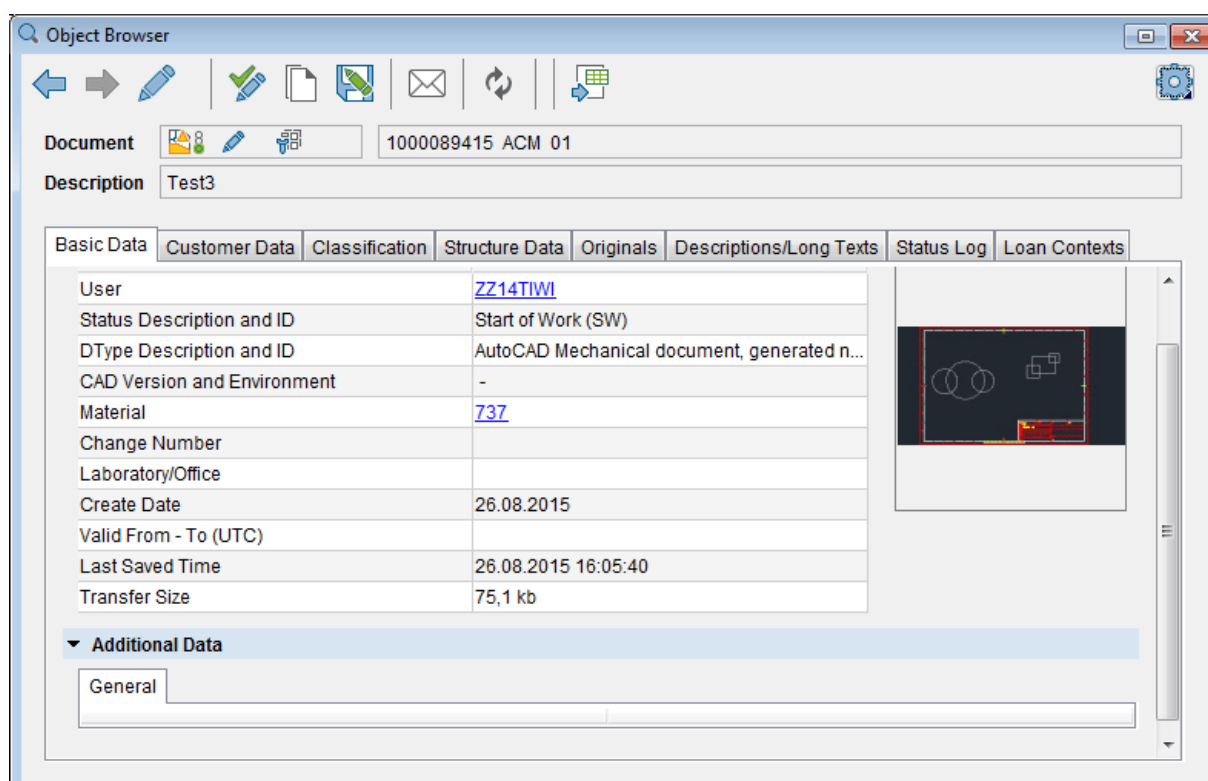 Object Browser
Document 1000089415 ACM 01
Description Test3
Basic Data Customer Data Classification Structure Data Originals Descriptions/Long Texts Status Log Loan Contexts
User ZZ14TIWI
Status Description and ID Start of Work (SW)
DType Description and ID AutoCAD Mechanical document, generated n...
CAD Version and Environment -
Material 737
Change Number
Laboratory/Office
Create Date 26.08.2015
Valid From - To (UTC)
Last Saved Time 26.08.2015 16:05:40
Transfer Size 75,1 kb
Additional Data
General